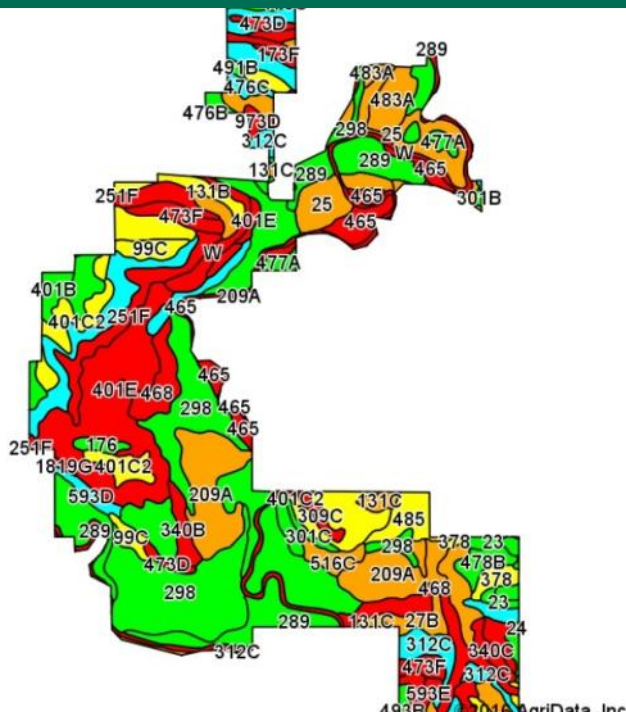 473D
173F
491B
476C
476B
973D
312C
131C
289
483A
483A
298
25
477A
W
289
465
289
465
301B
25
465
251F
131B
473F
401E
W
99C
477A
209A
401B
401C2
251F
465
401E
468
465
298
465
465
251F
176
1819G
401C2
593D
209A
289
99C
340B
473D
298
312C
289
401C2
131C
309C
485
301C
298
516C
209A
378
23
478B
378
468
23
131C
27B
24
312C
340C
473F
312C
593E
493B
©2016 AgriData, Inc